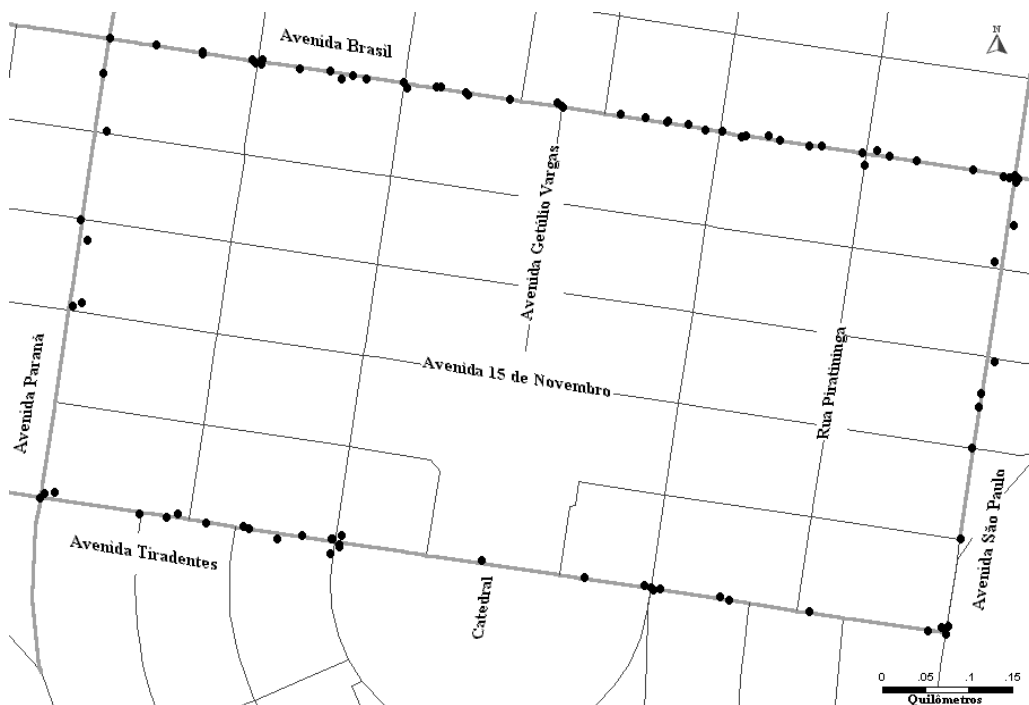 N
Avenida Brasil
Avenida Getúlio Vargas
Avenida 15 de Novembro
Rua Piratininga
Avenida Paraná
Avenida São Paulo
Avenida Tiradentes
Catedral
0 .05 .1 .15
Quilômetros